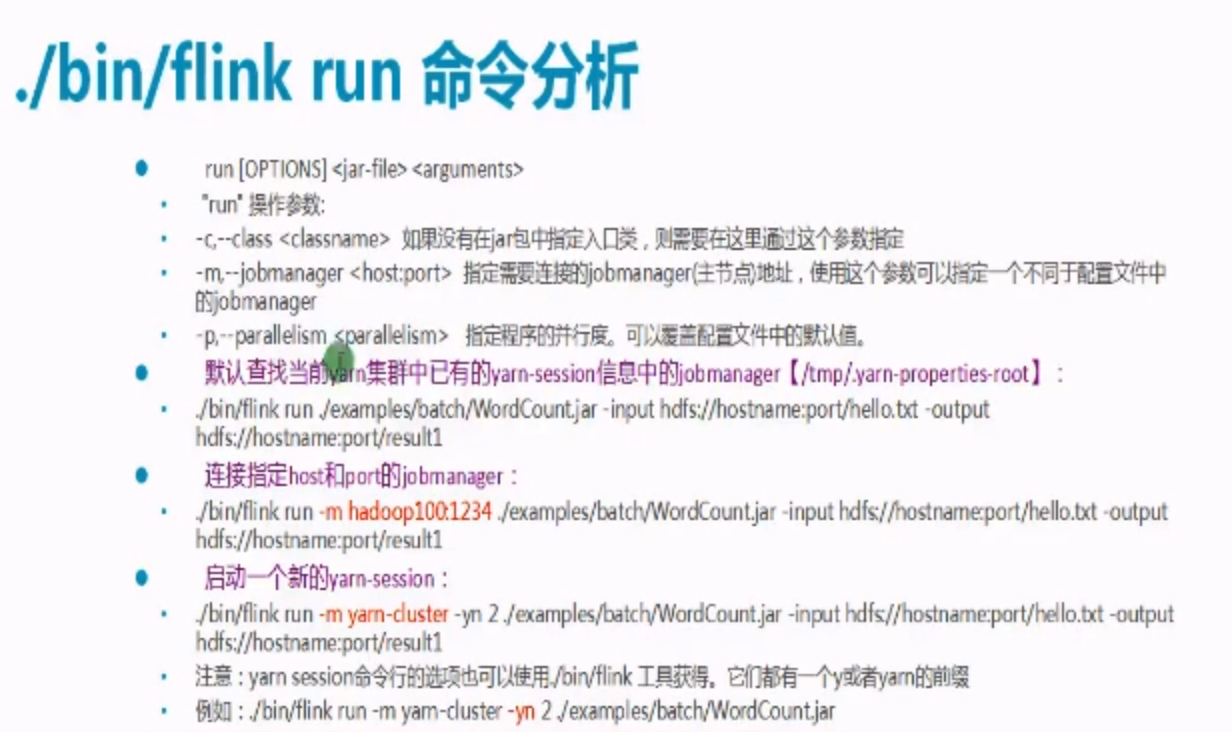 ./bin/flink run 命令分析
run [OPTIONS] <jar-file> <arguments>
"run" 操作参数:
-c,--class <classname> 如果没有在jar包中指定入口类，则需要在这里通过这个参数指定
-m,--jobmanager <host:port> 指定需要连接的jobmanager(主节点)地址，使用这个参数可以指定一个不同于配置文件中
的jobmanager
-p,--parallelism <parallelism> 指定程序的并行度。可以覆盖配置文件中的默认值。
默认查找当前yarn集群中已有的yarn-session信息中的jobmanager【/tmp/.yarn-properties-root】：
./bin/flink run ./examples/batch/WordCount.jar -input hdfs://hostname:port/hello.txt -output
hdfs://hostname:port/result1
连接指定host和port的jobmanager：
./bin/flink run -m hadoop100:1234 ./examples/batch/WordCount.jar -input hdfs://hostname:port/hello.txt -output
hdfs://hostname:port/result1
启动一个新的yarn-session：
./bin/flink run -m yarn-cluster -yn 2 ./examples/batch/WordCount.jar -input hdfs://hostname:port/hello.txt -output
hdfs://hostname:port/result1
注意：yarn session命令行的选项也可以使用./bin/flink 工具获得。它们都有一个y或者yarn的前缀
例如：./bin/flink run -m yarn-cluster -yn 2 ./examples/batch/WordCount.jar